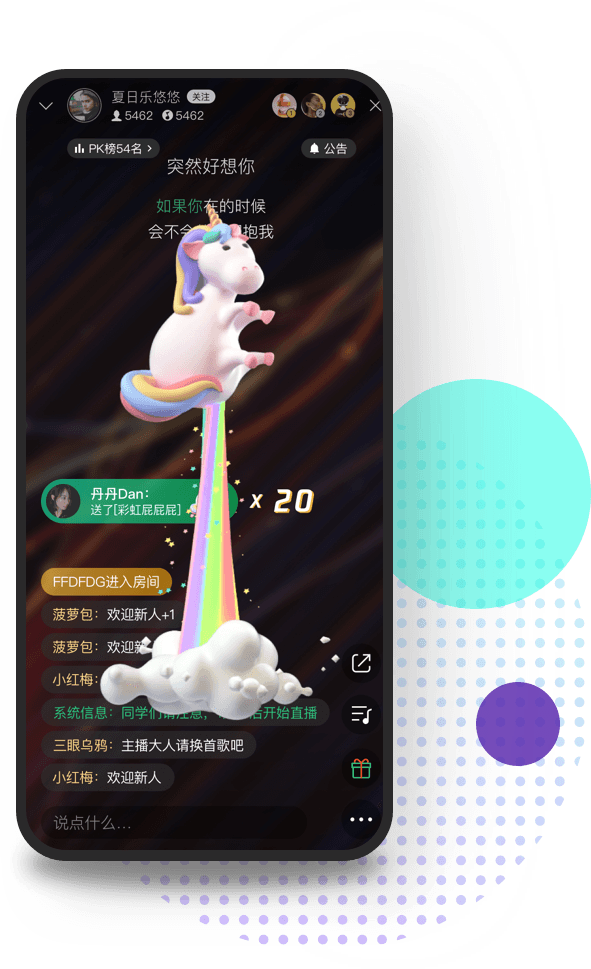 夏日乐悠悠 关注
5462 5462
PK榜54名 >
公告
突然好想你
如果你在的时候
会不会 抱我
丹丹Dan：
送了[彩虹屁屁屁]
x 20
FFDFDG进入房间
菠萝包：欢迎新人+1
菠萝包：欢迎新
小红梅：
系统信息：同学们请注意， 后开始直播
三眼乌鸦：主播大人请换首歌吧
小红梅：欢迎新人
说点什么...